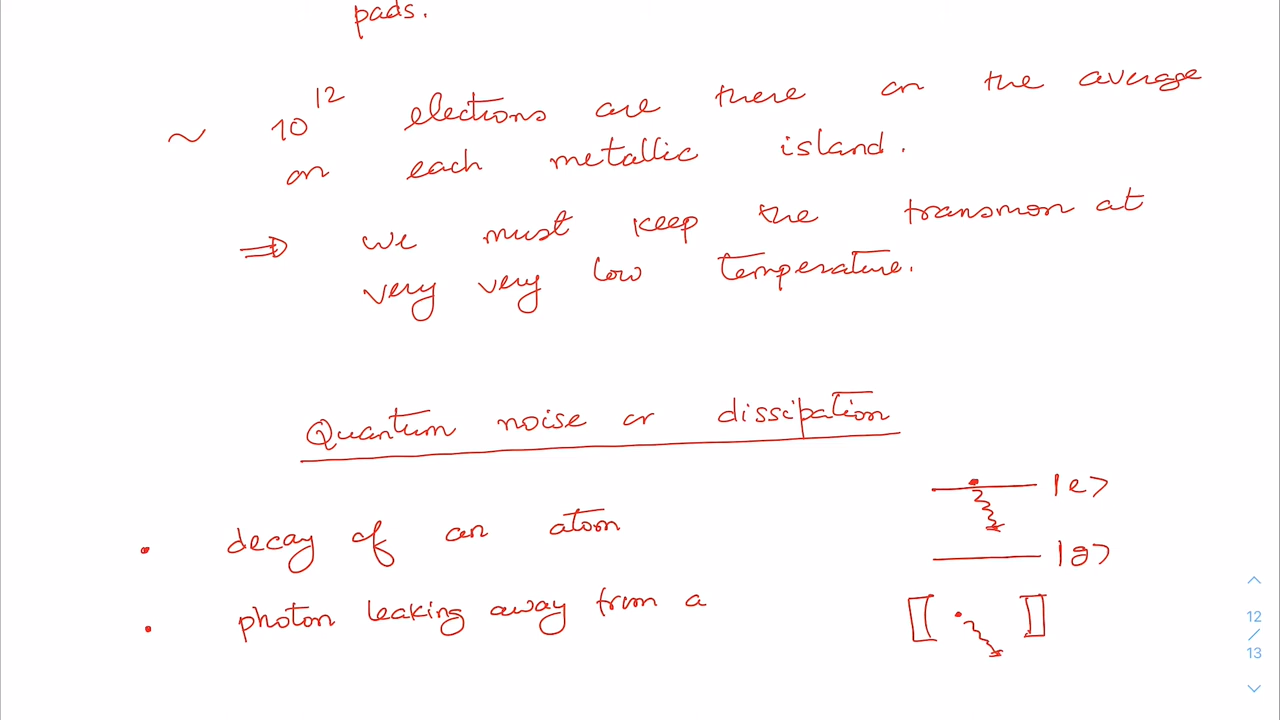 pads.
~ 10^12 electrons are there on the average
on each metallic island.
⇒ we must keep the transmon at
very very low temperature.
Quantum noise or dissipation
• decay of an atom
|e>
|g>
• photon leaking away from a
12
/
13